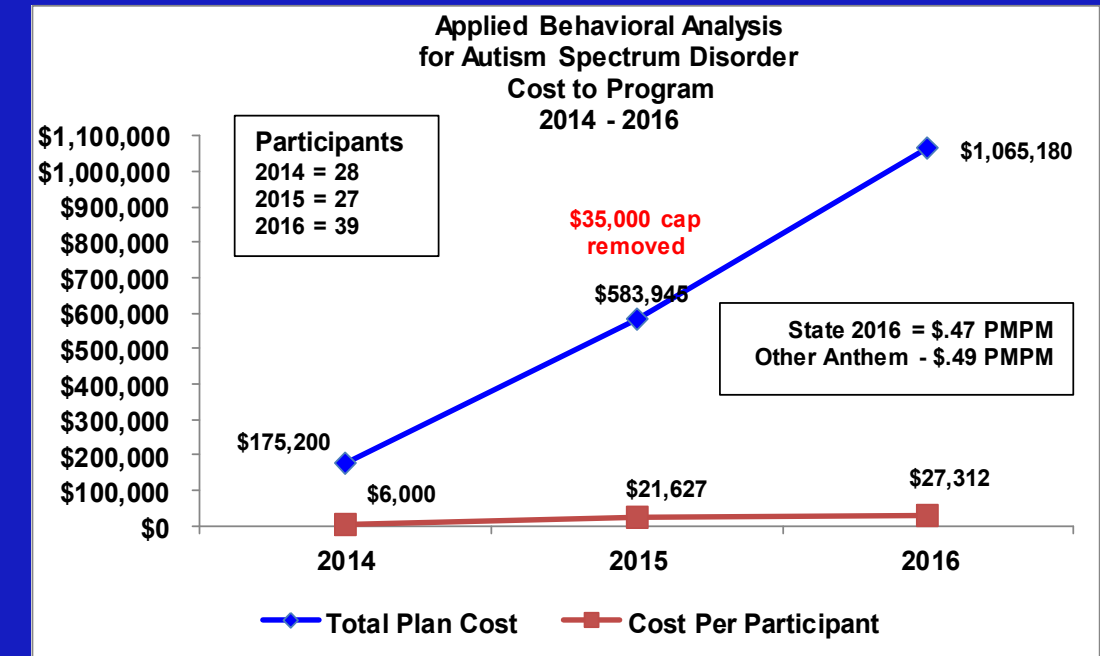 Applied Behavioral Analysis
for Autism Spectrum Disorder
Cost to Program
2014 - 2016
$1,100,000
$1,000,000
$900,000
$800,000
$700,000
$600,000
$500,000
$400,000
$300,000
$200,000
$100,000
$0
Participants
2014 = 28
2015 = 27
2016 = 39
$35,000 cap
removed
$1,065,180
$583,945
State 2016 = $.47 PMPM
Other Anthem - $.49 PMPM
$175,200
$6,000
$21,627
$27,312
2014
2015
2016
Total Plan Cost
Cost Per Participant